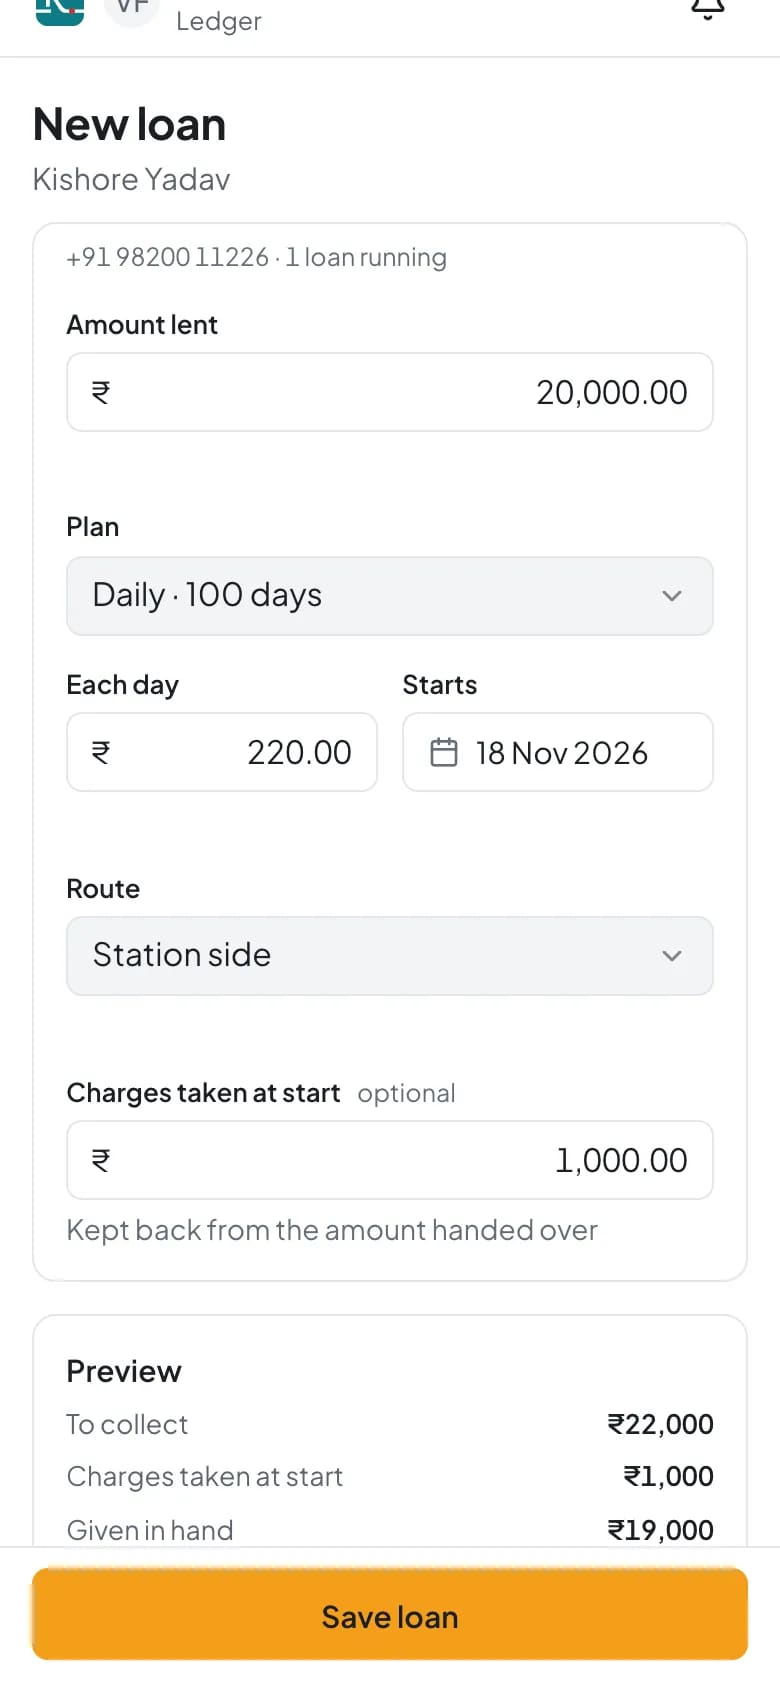 VF
Ledger
New loan
Kishore Yadav
+91 98200 11226 · 1 loan running
Amount lent
₹ 20,000.00
Plan
Daily · 100 days
Each day Starts
₹ 220.00 18 Nov 2026
Route
Station side
Charges taken at start optional
₹ 1,000.00
Kept back from the amount handed over
Preview
To collect ₹22,000
Charges taken at start ₹1,000
Given in hand ₹19,000
Save loan